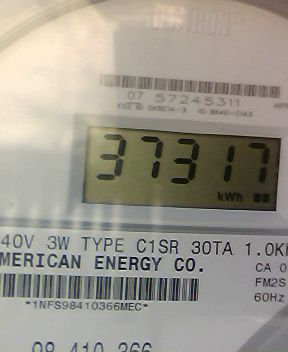 07 57245311
37317
kWh
40V 3W TYPE C1SR 30TA 1.0K
MERICAN ENERGY CO.
CA 0
FM2S
60Hz
*1NFS98410366MEC*
98 410 366